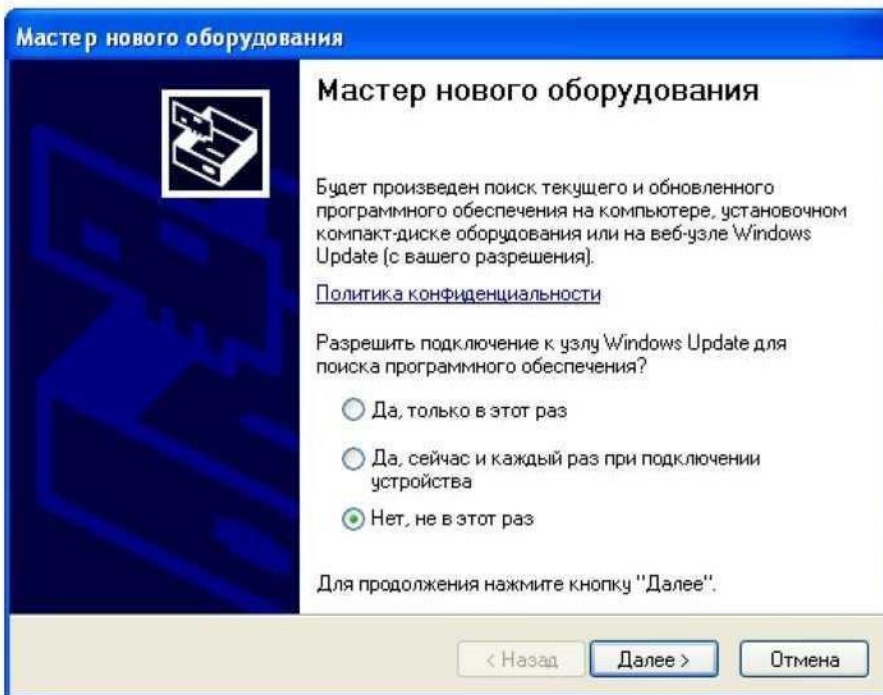 Мастер нового оборудования
Мастер нового оборудования
Будет произведен поиск текущего и обновленного
программного обеспечения на компьютере, установочном
компакт-диске оборудования или на веб-узле Windows
Update (с вашего разрешения).
Политика конфиденциальности
Разрешить подключение к узлу Windows Update для
поиска программного обеспечения?
Да, только в этот раз
Да, сейчас и каждый раз при подключении
устройства
Нет, не в этот раз
Для продолжения нажмите кнопку "Далее".
< Назад Далее > Отмена